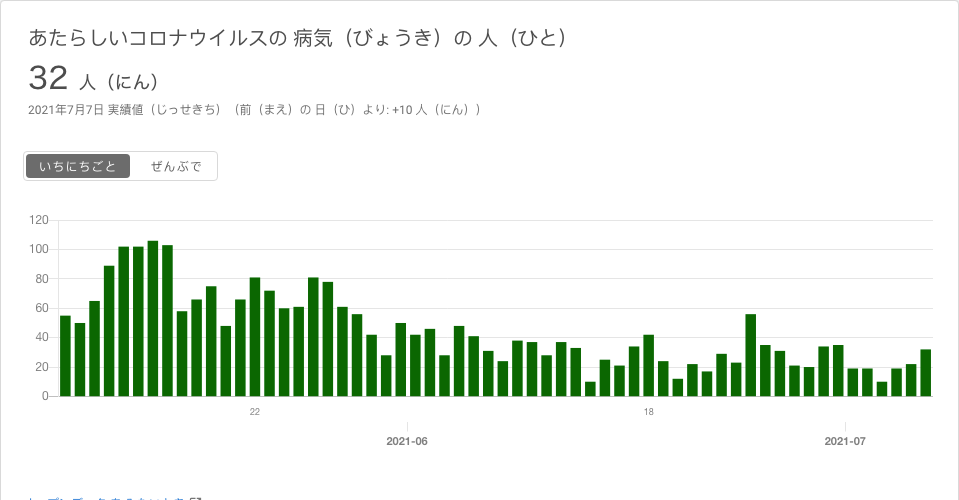 あたらしいコロナウイルスの 病気（びょうき）の 人（ひと）
32 人（にん）
2021年7月7日 実績値（じっせきち）（前（まえ）の 日（ひ）より: +10 人（にん））
いちにちごと ぜんぶで
120
100
80
60
40
20
0
22 18
2021-06 2021-07